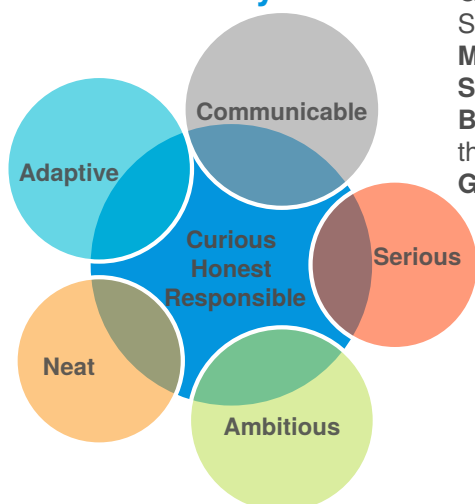 Communicable
Adaptive
Curious
Honest
Responsible
Serious
Neat
Ambitious